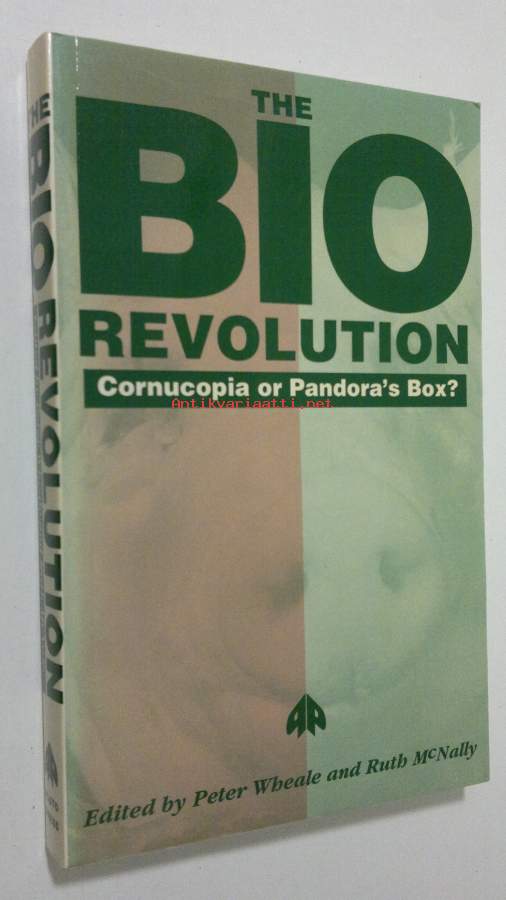 THE
BIO
REVOLUTION
Cornucopia or Pandora's Box?
Antikvariaatti.net
Edited by Peter Wheale and Ruth McNally
THE BIO REVOLUTION